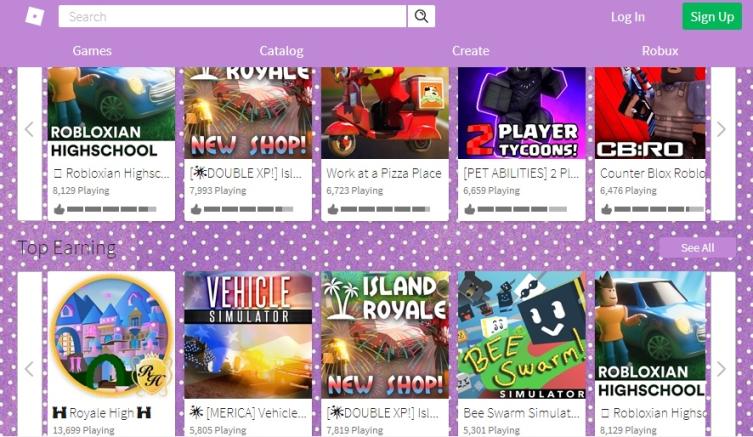 Search
Log In
Sign Up
Games
Catalog
Create
Robux
ROBLOXIAN
HIGHSCHOOL
ROYALE
NEW SHOP!
2 PLAYER
TYCOONS!
CB:RO
Robloxian Highsc...
[DOUBLE XP!] Isl...
Work at a Pizza Place
[PET ABILITIES] 2 Pl...
Counter Blox Roblo
8,129 Playing
7,993 Playing
6,723 Playing
6,659 Playing
6,476 Playing
Top Earning
See All
RH
VEHICLE
SIMULATOR
ISLAND
ROYALE
NEW SHOP!
BEE
Swarm!
SIMULATOR
ROBLOXIAN
HIGHSCHOOL
Royale High
[MERICA] Vehicle...
[DOUBLE XP!] Isl...
Bee Swarm Simulat...
Robloxian Highsc
13,699 Playing
5,805 Playing
7,819 Playing
5,301 Playing
8,129 Playing